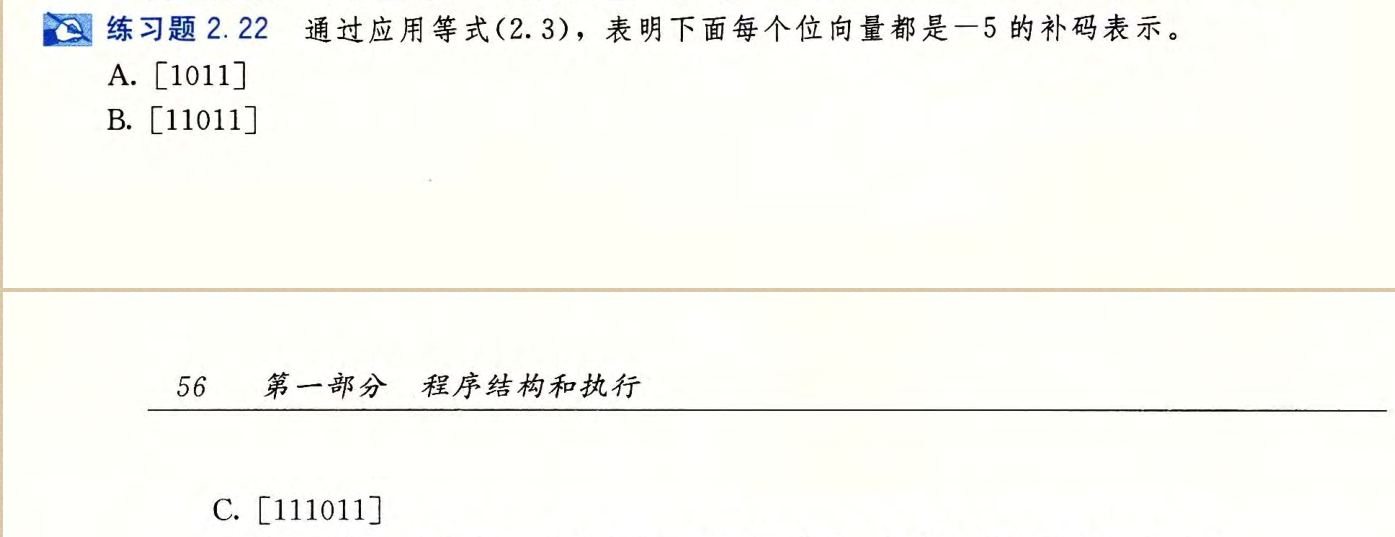 练习题 2.22 通过应用等式(2.3)，表明下面每个位向量都是－5 的补码表示。
A. [1011]
B. [11011]
56 第一部分 程序结构和执行
C. [111011]